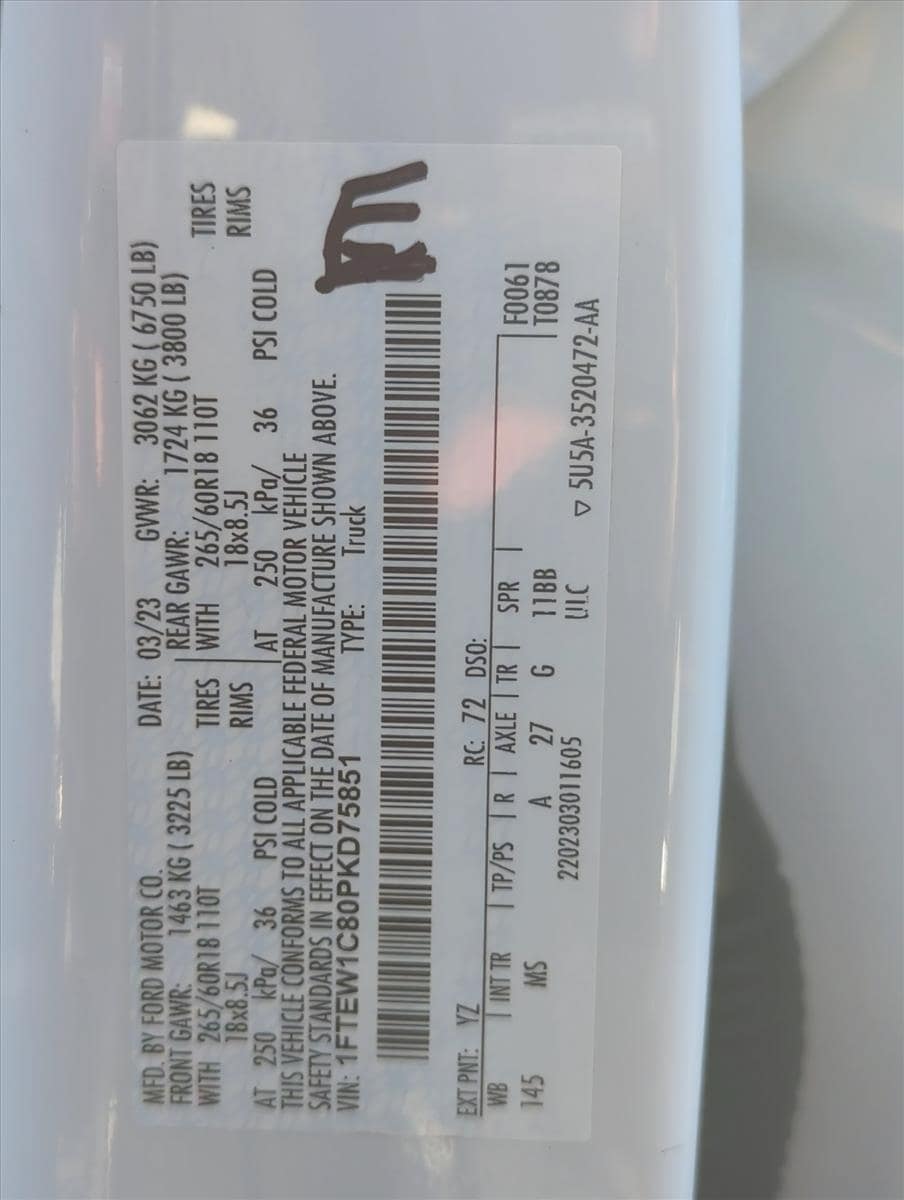 MFD. BY FORD MOTOR CO. DATE: 03/23 GVWR: 3062 KG ( 6750 LB)
FRONT GAWR: 1463 KG ( 3225 LB) REAR GAWR: 1724 KG ( 3800 LB)
WITH 265/60R18 110T TIRES WITH 265/60R18 110T TIRES
18x8.5J RIMS 18x8.5J RIMS
AT 250 kPa/ 36 PSI COLD AT 250 kPa/ 36 PSI COLD
THIS VEHICLE CONFORMS TO ALL APPLICABLE FEDERAL MOTOR VEHICLE
SAFETY STANDARDS IN EFFECT ON THE DATE OF MANUFACTURE SHOWN ABOVE.
VIN: 1FTEW1C80PKD75851 TYPE: Truck
EXT PNT: YZ RC: 72 DSO:
WB INT TR TP/PS R AXLE TR SPR F0061
145 MS A 27 G 11BB T0878
2202303011605 UIC ▽ 5U5A-3520472-AA